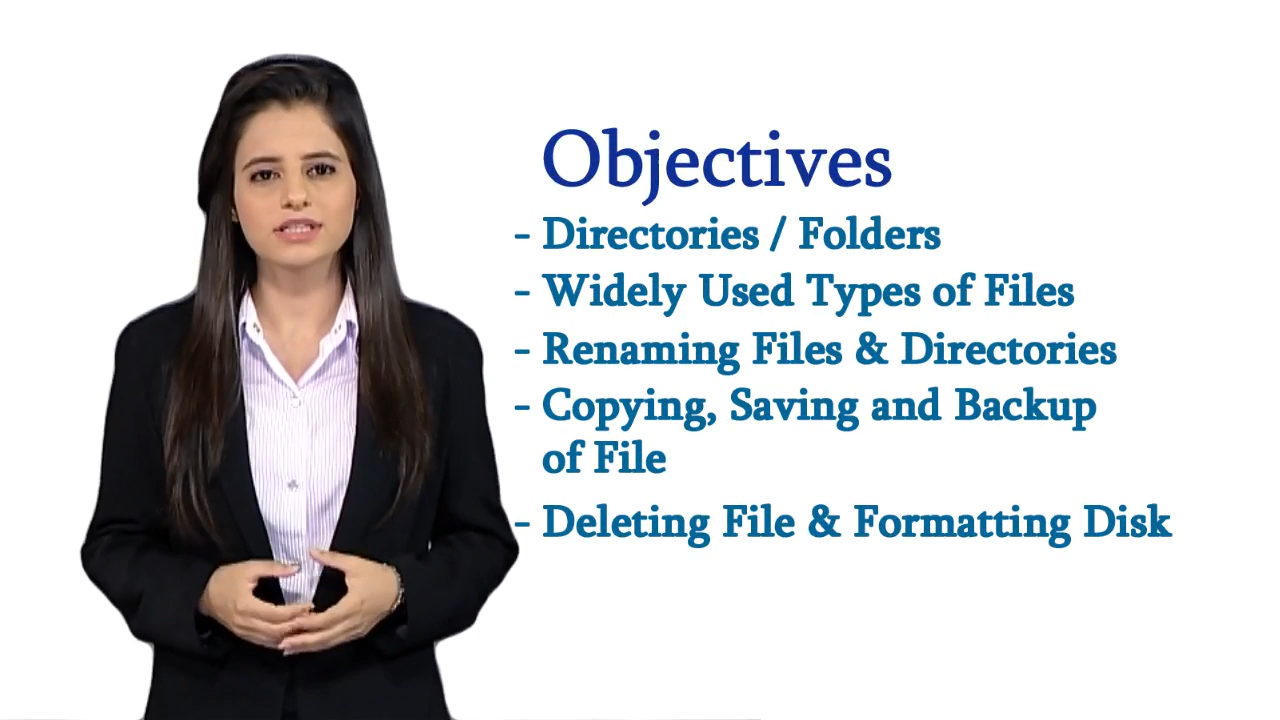 Objectives
- Directories / Folders
- Widely Used Types of Files
- Renaming Files & Directories
- Copying, Saving and Backup
of File
- Deleting File & Formatting Disk